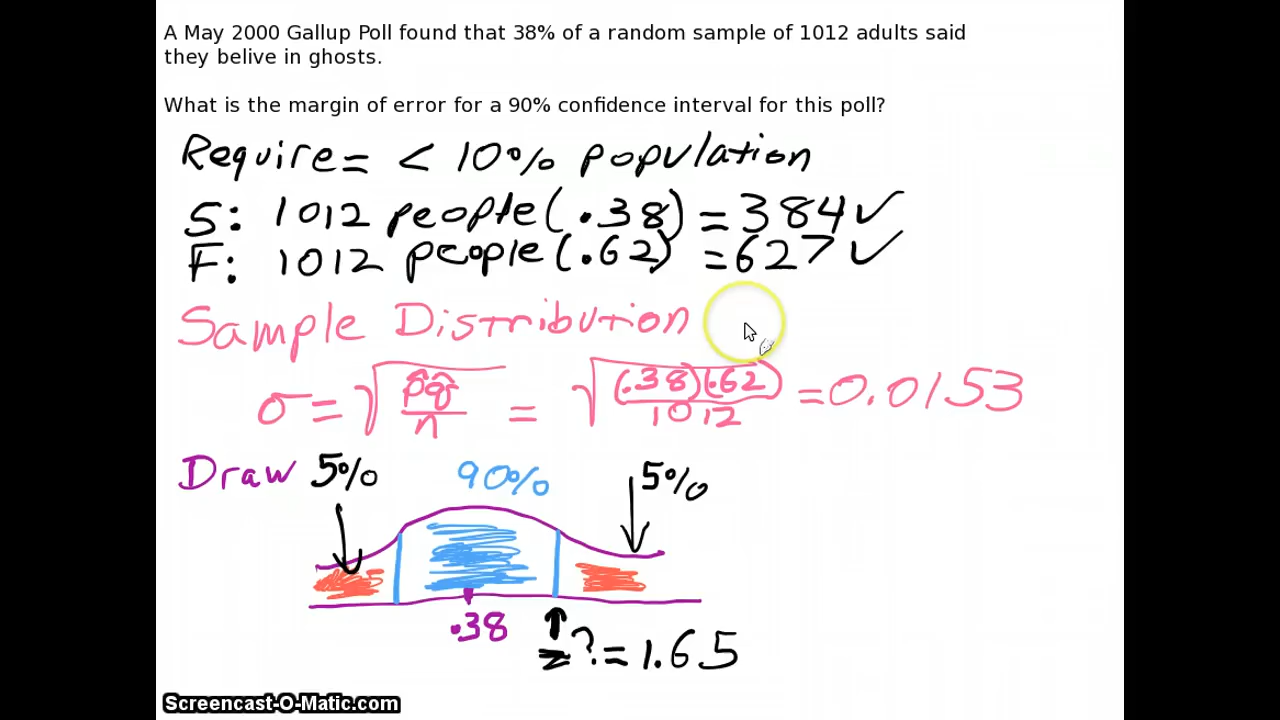 A May 2000 Gallup Poll found that 38% of a random sample of 1012 adults said
they belive in ghosts.
What is the margin of error for a 90% confidence interval for this poll?
Require= < 10% population
S: 1012 people(.38) = 384 ✓
F: 1012 people(.62) = 627 ✓
Sample Distribution
σ = √(p̂q̂/n) = √((.38)(.62)/1012) = 0.0153
Draw 5% 90% 5%
.38
z? = 1.65
Screencast-O-Matic.com